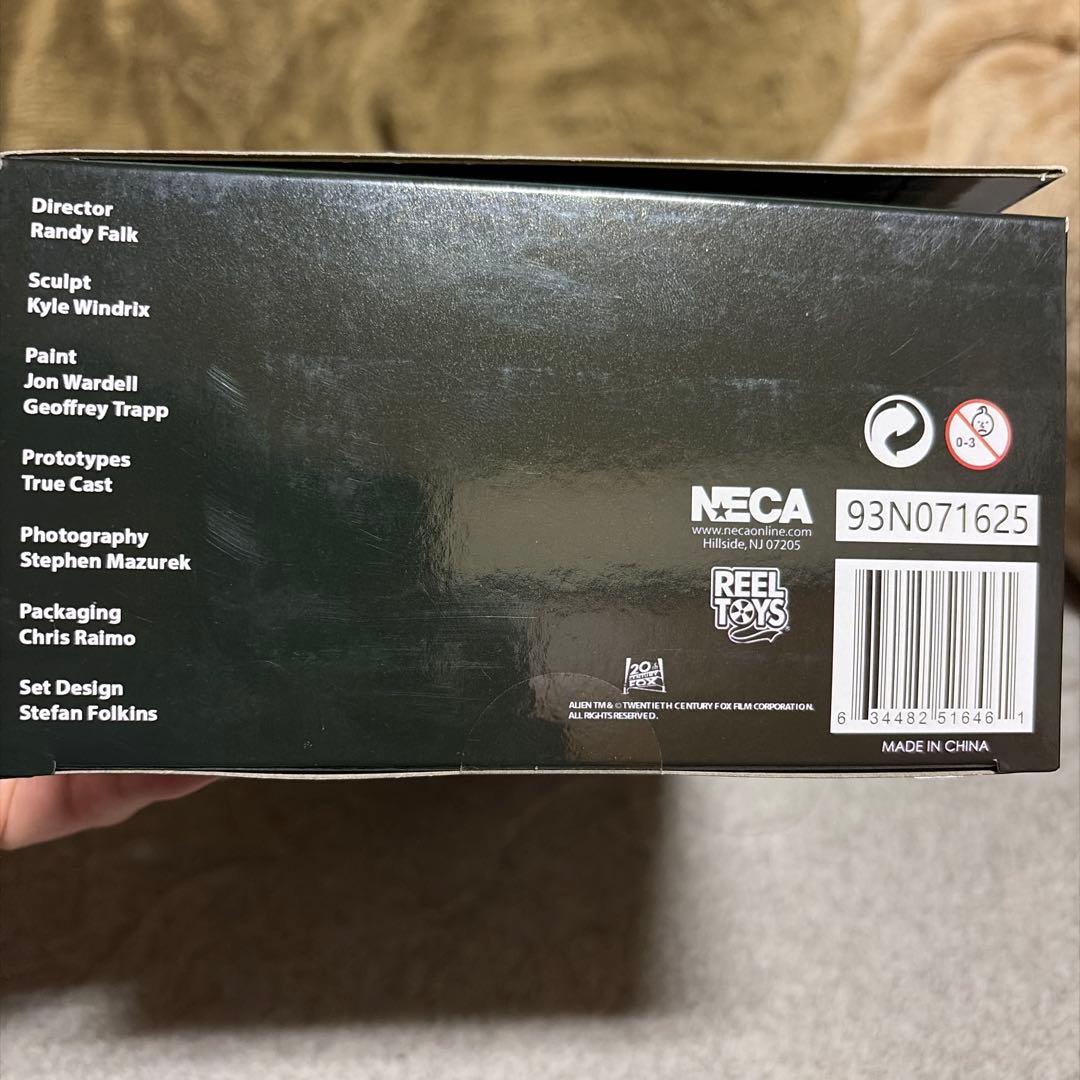 Director
Randy Falk
Sculpt
Kyle Windrix
Paint
Jon Wardell
Geoffrey Trapp
Prototypes
True Cast
Photography
Stephen Mazurek
Packaging
Chris Raimo
Set Design
Stefan Folkins
0-3
NECA
www.necaonline.com
Hillside, NJ 07205
93N071625
REEL
TOYS
20th
CENTURY
FOX
ALIEN TM & © TWENTIETH CENTURY FOX FILM CORPORATION.
ALL RIGHTS RESERVED.
6 34482 51646 1
MADE IN CHINA